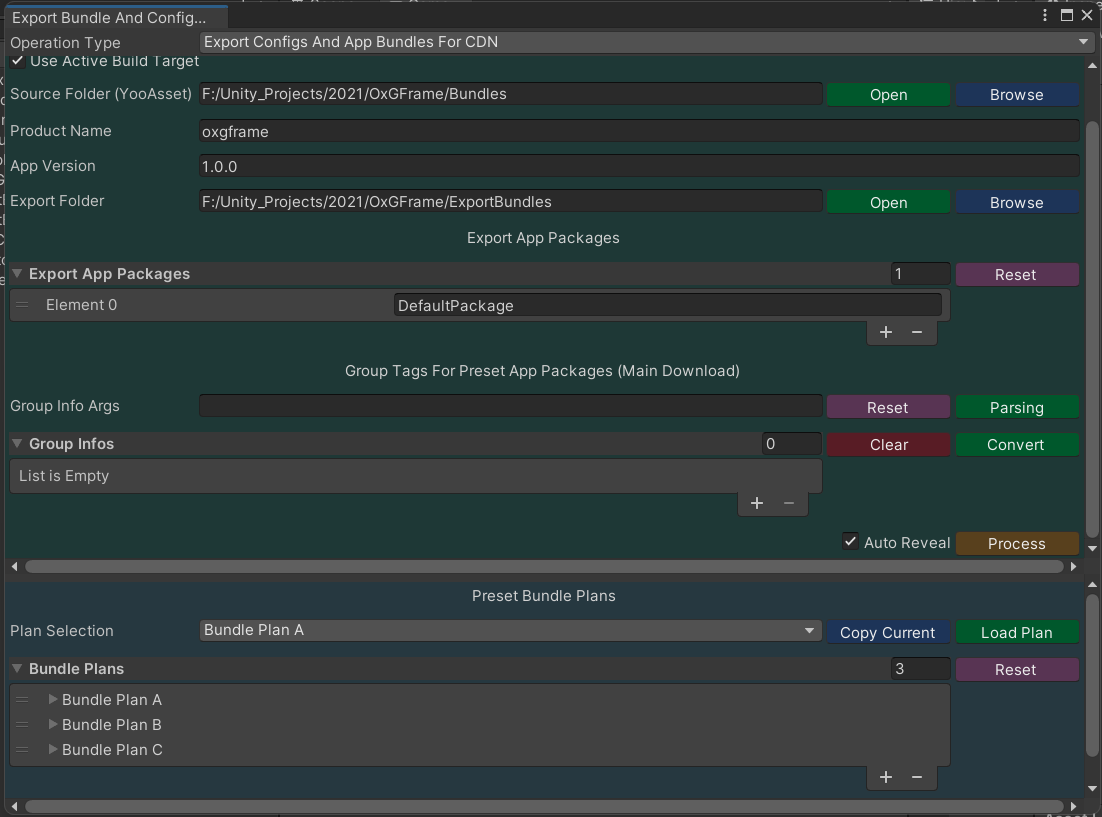 Export Bundle And Config...
Operation Type Export Configs And App Bundles For CDN
Use Active Build Target
Source Folder (YooAsset) F:/Unity_Projects/2021/OxGFrame/Bundles Open Browse
Product Name oxgframe
App Version 1.0.0
Export Folder F:/Unity_Projects/2021/OxGFrame/ExportBundles Open Browse
Export App Packages
Export App Packages 1 Reset
Element 0 DefaultPackage
Group Tags For Preset App Packages (Main Download)
Group Info Args Reset Parsing
Group Infos 0 Clear Convert
List is Empty
Auto Reveal Process
Preset Bundle Plans
Plan Selection Bundle Plan A Copy Current Load Plan
Bundle Plans 3 Reset
Bundle Plan A
Bundle Plan B
Bundle Plan C